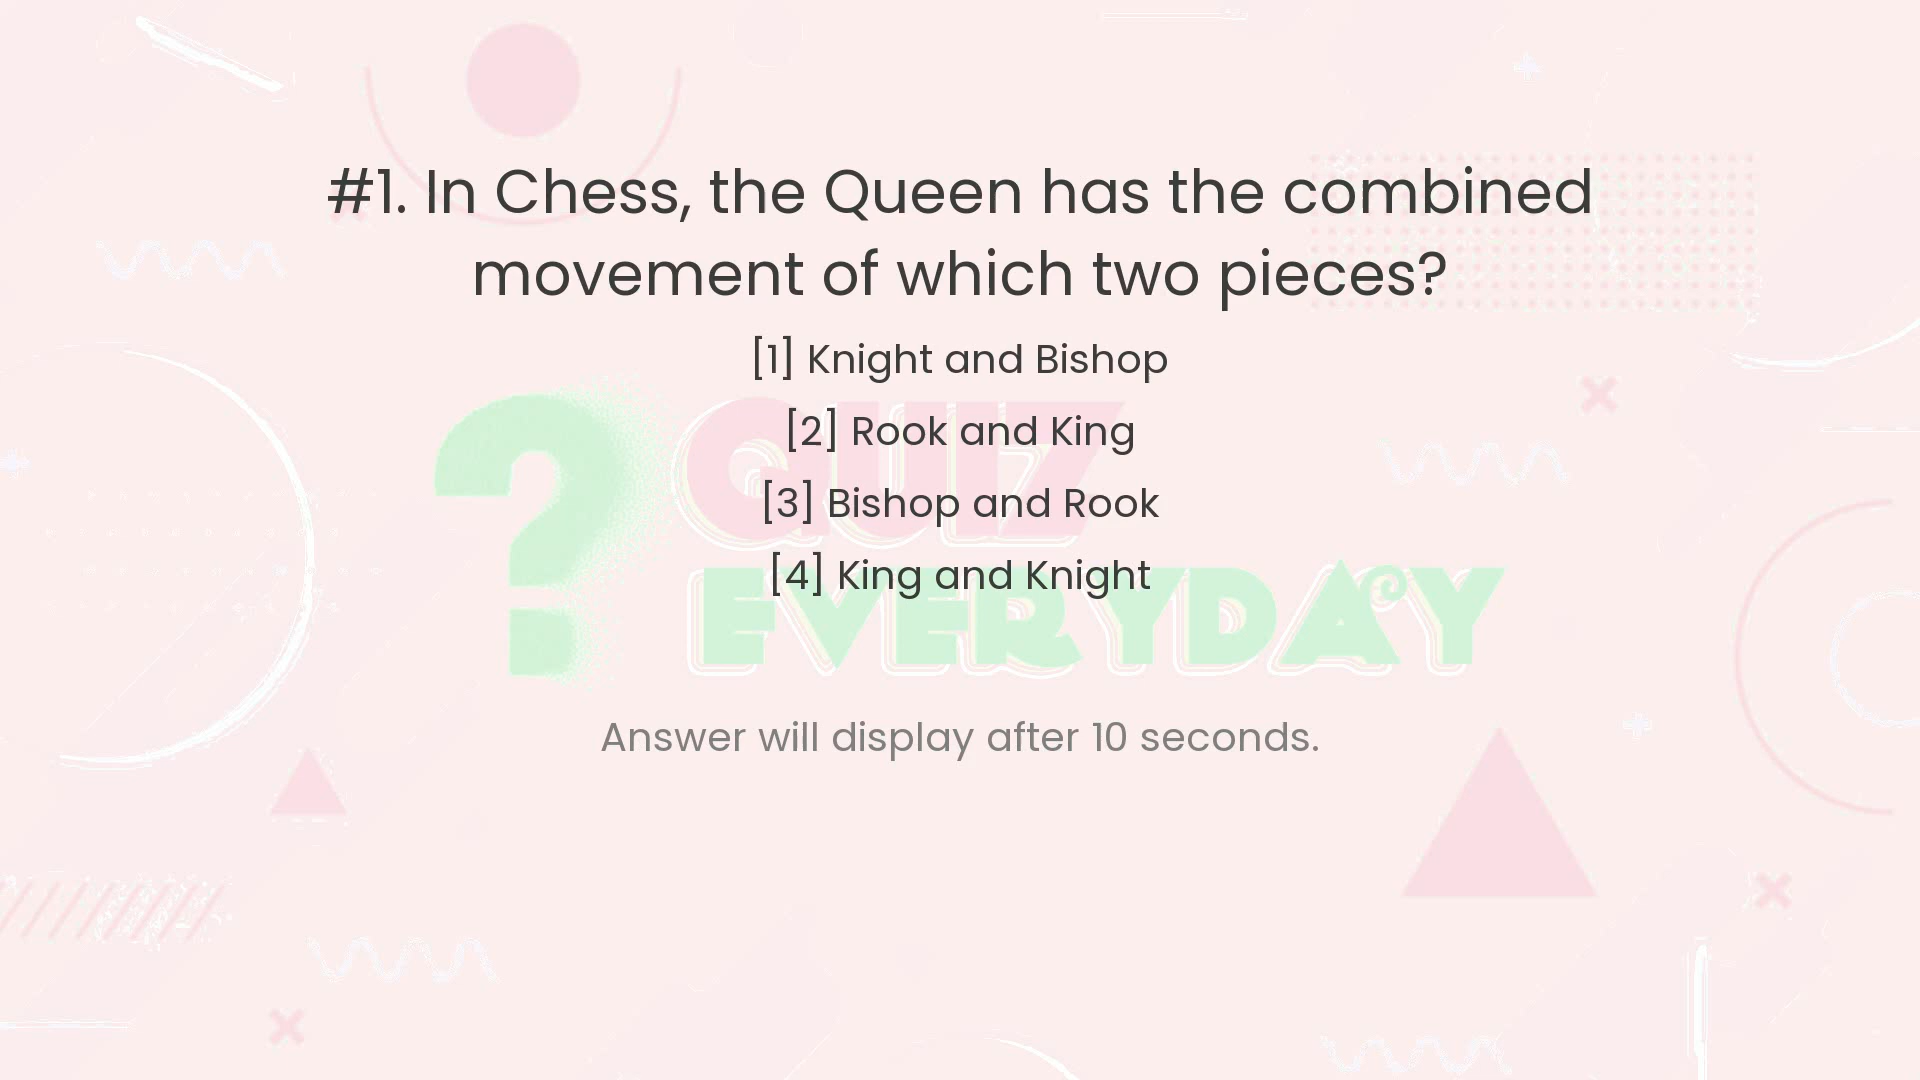 #1. In Chess, the Queen has the combined
movement of which two pieces?
[1] Knight and Bishop
[2] Rook and King
[3] Bishop and Rook
[4] King and Knight
? QUIZ
EVERYDAY
Answer will display after 10 seconds.